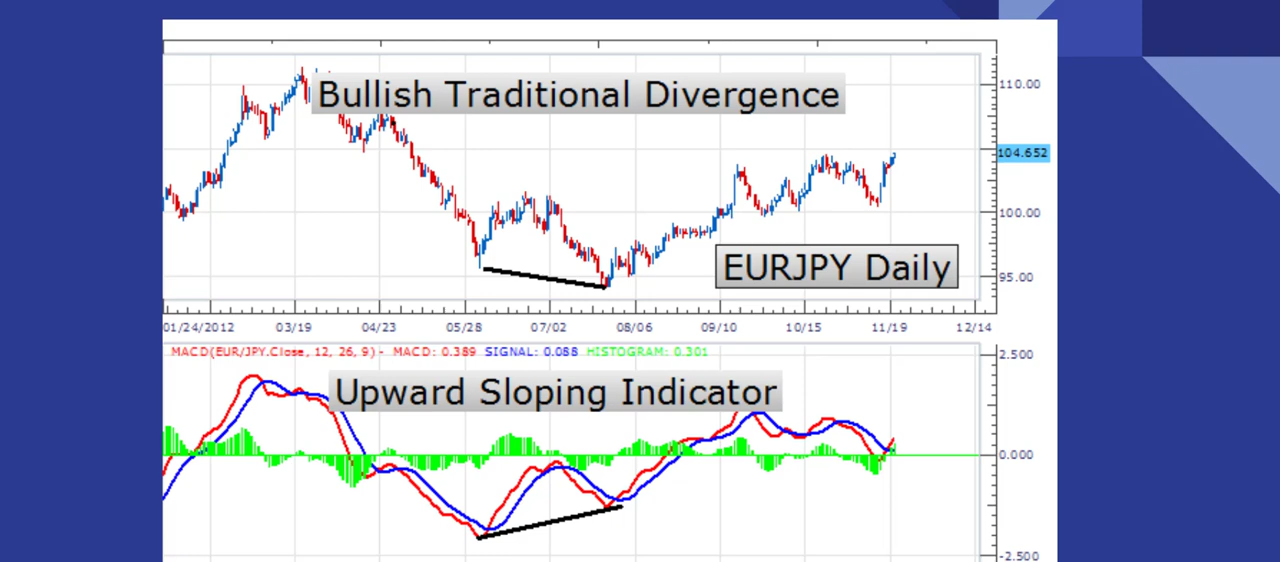 Bullish Traditional Divergence
110.00
104.652
100.00
EURJPY Daily
95.00
01/24/2012 03/19 04/23 05/28 07/02 08/06 09/10 10/15 11/19 12/14
MACD(EUR/JPY.Close, 12, 26, 9) - MACD: 0.389 SIGNAL: 0.088 HISTOGRAM: 0.301
2.500
Upward Sloping Indicator
0.000
-2.500